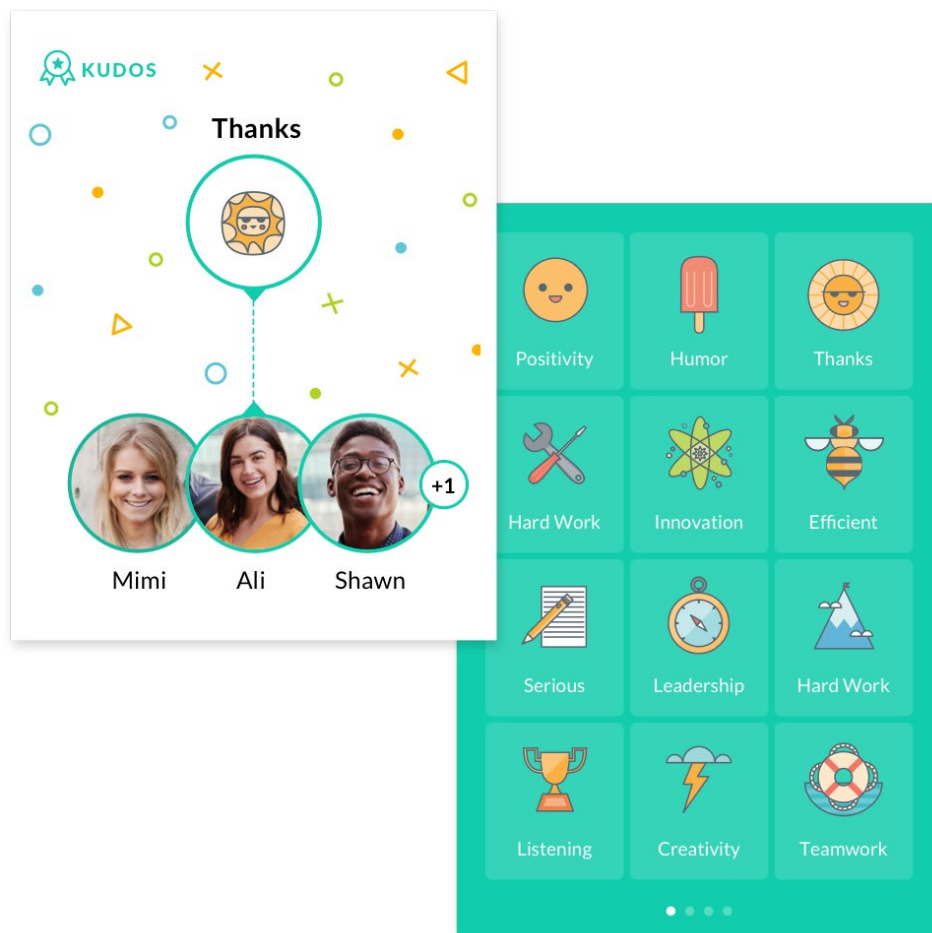 KUDOS
Thanks
+1
Mimi Ali Shawn
Positivity Humor Thanks
Hard Work Innovation Efficient
Serious Leadership Hard Work
Listening Creativity Teamwork